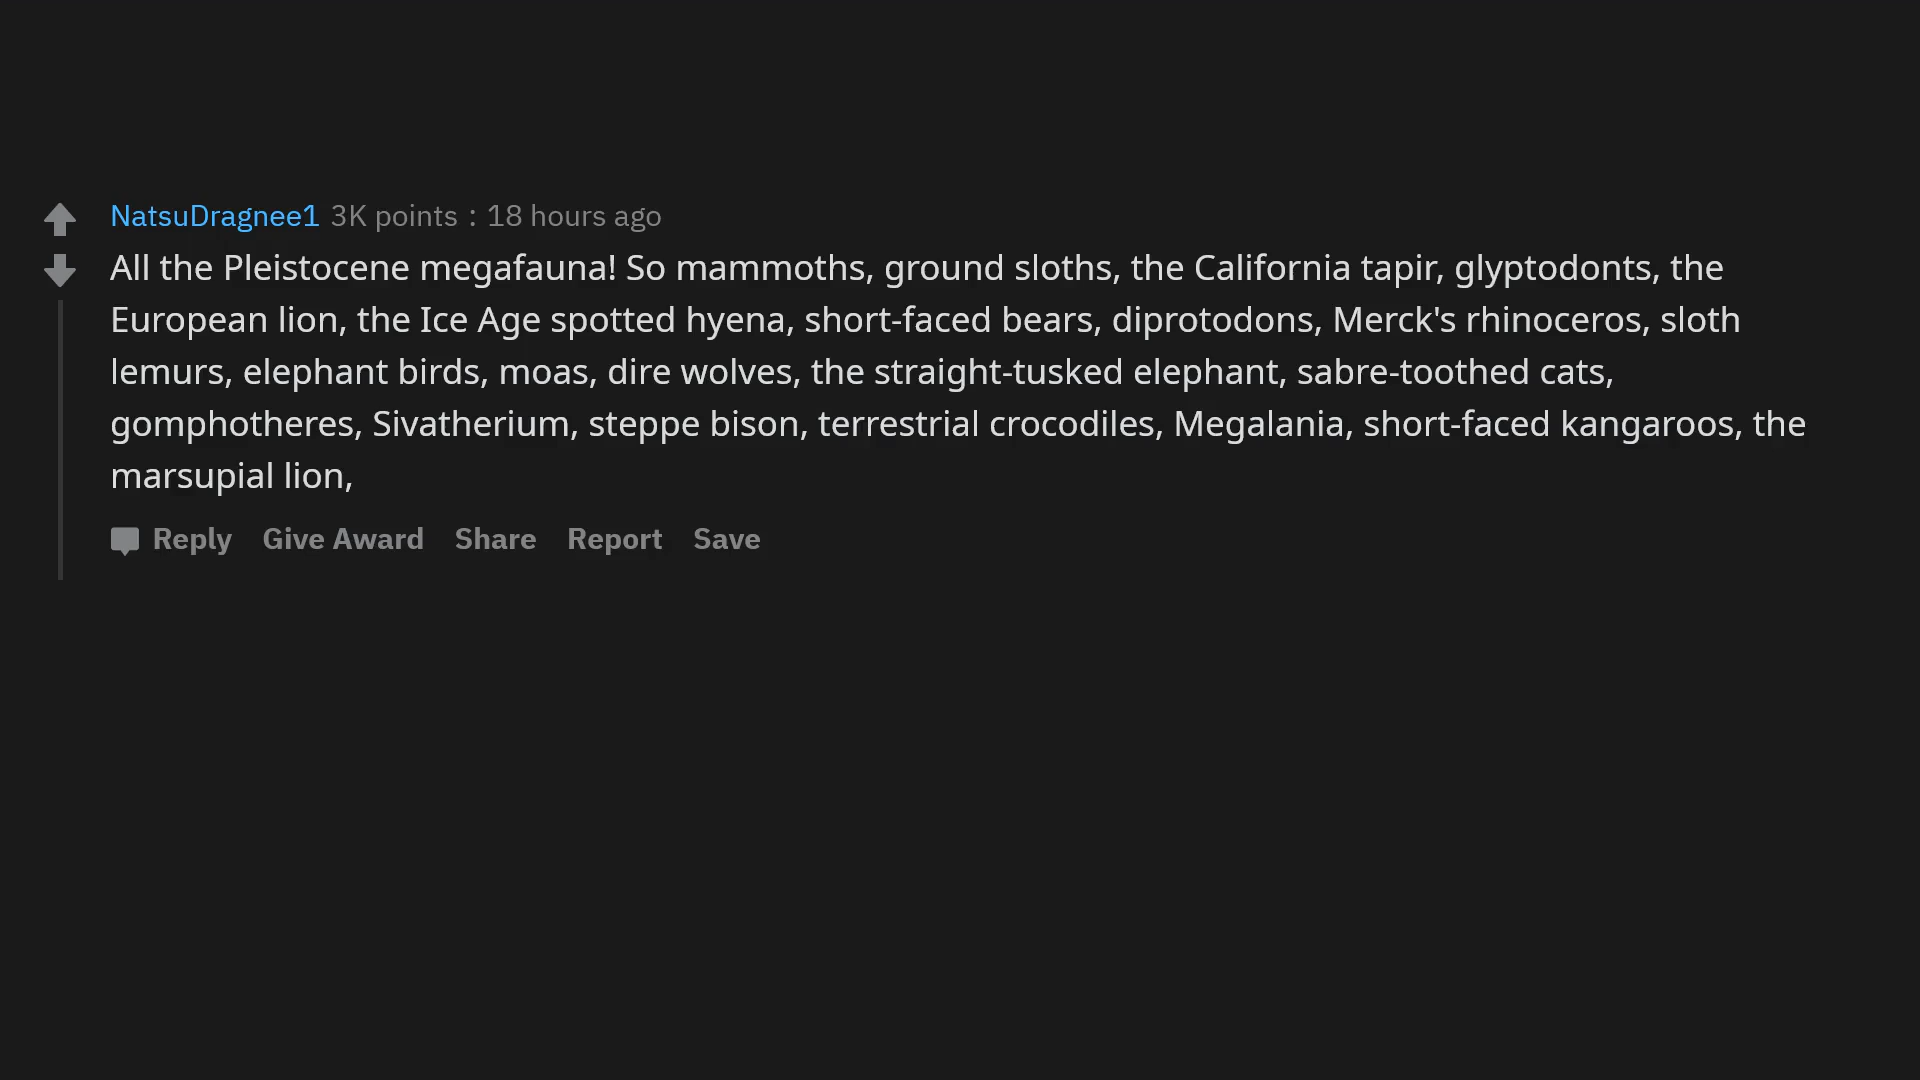 NatsuDragnee1 3K points : 18 hours ago
All the Pleistocene megafauna! So mammoths, ground sloths, the California tapir, glyptodonts, the
European lion, the Ice Age spotted hyena, short-faced bears, diprotodons, Merck's rhinoceros, sloth
lemurs, elephant birds, moas, dire wolves, the straight-tusked elephant, sabre-toothed cats,
gomphotheres, Sivatherium, steppe bison, terrestrial crocodiles, Megalania, short-faced kangaroos, the
marsupial lion,
Reply Give Award Share Report Save